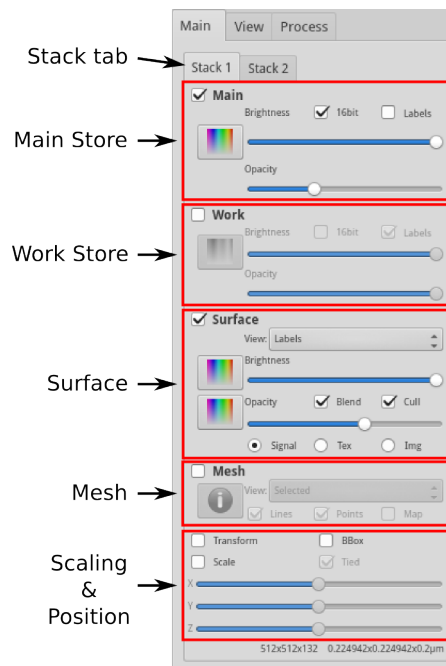 Main View Process
Stack tab
Stack 1 Stack 2
Main
Brightness 16bit Labels
Main Store
Opacity
Work
Brightness 16bit Labels
Work Store
Opacity
Surface
View: Labels
Brightness
Surface
Opacity Blend Cull
Signal Tex Img
Mesh
View: Selected
Mesh
Lines Points Map
Transform BBox
Scale Tied
Scaling
&
Position
X
Y
Z
512x512x132 0.224942x0.224942x0.2µm